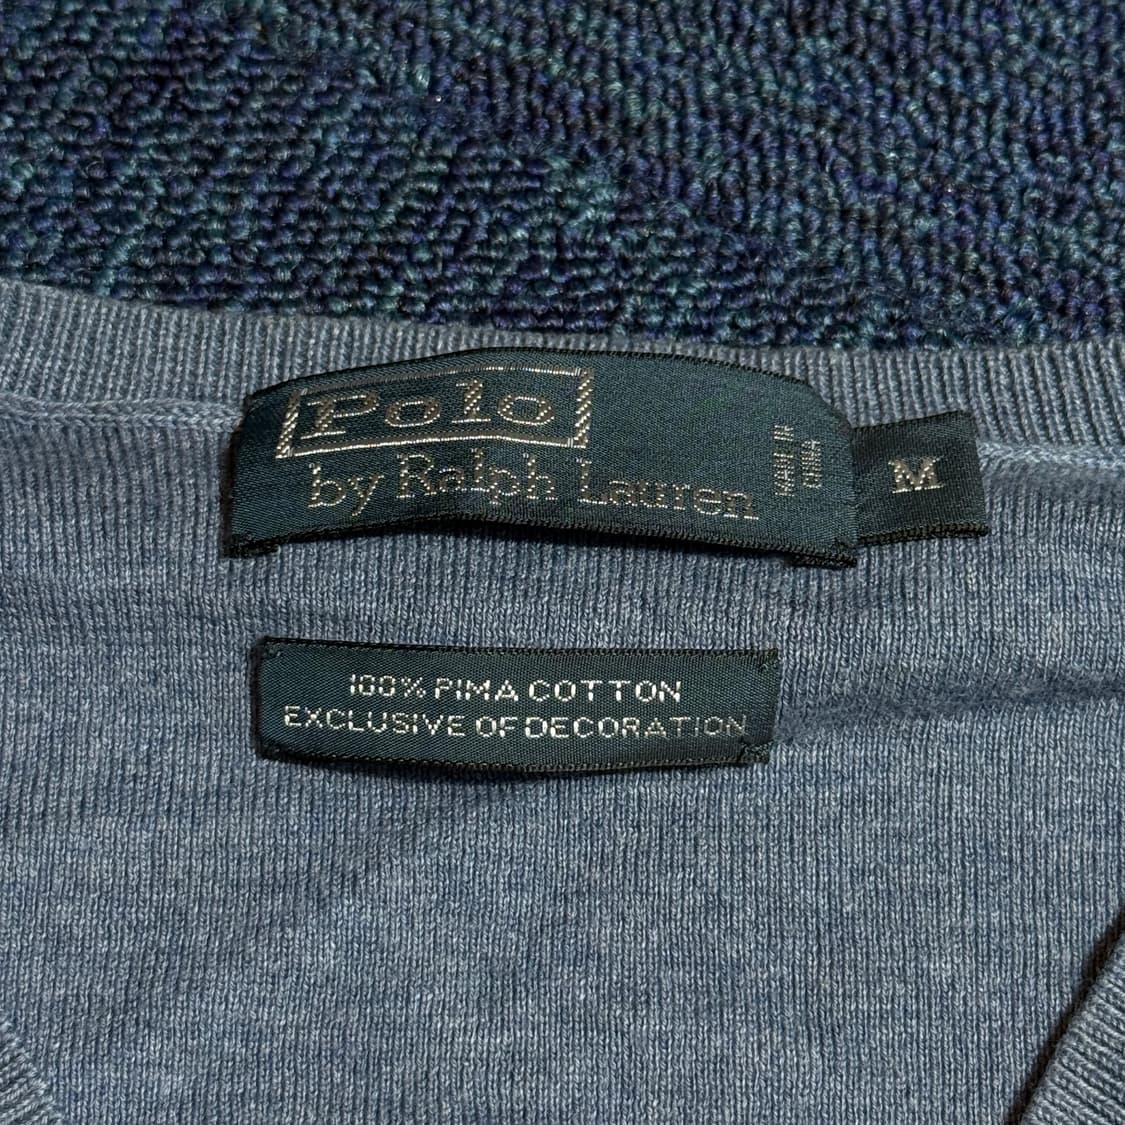 Polo
by Ralph Lauren
M
100% PIMA COTTON
EXCLUSIVE OF DECORATION